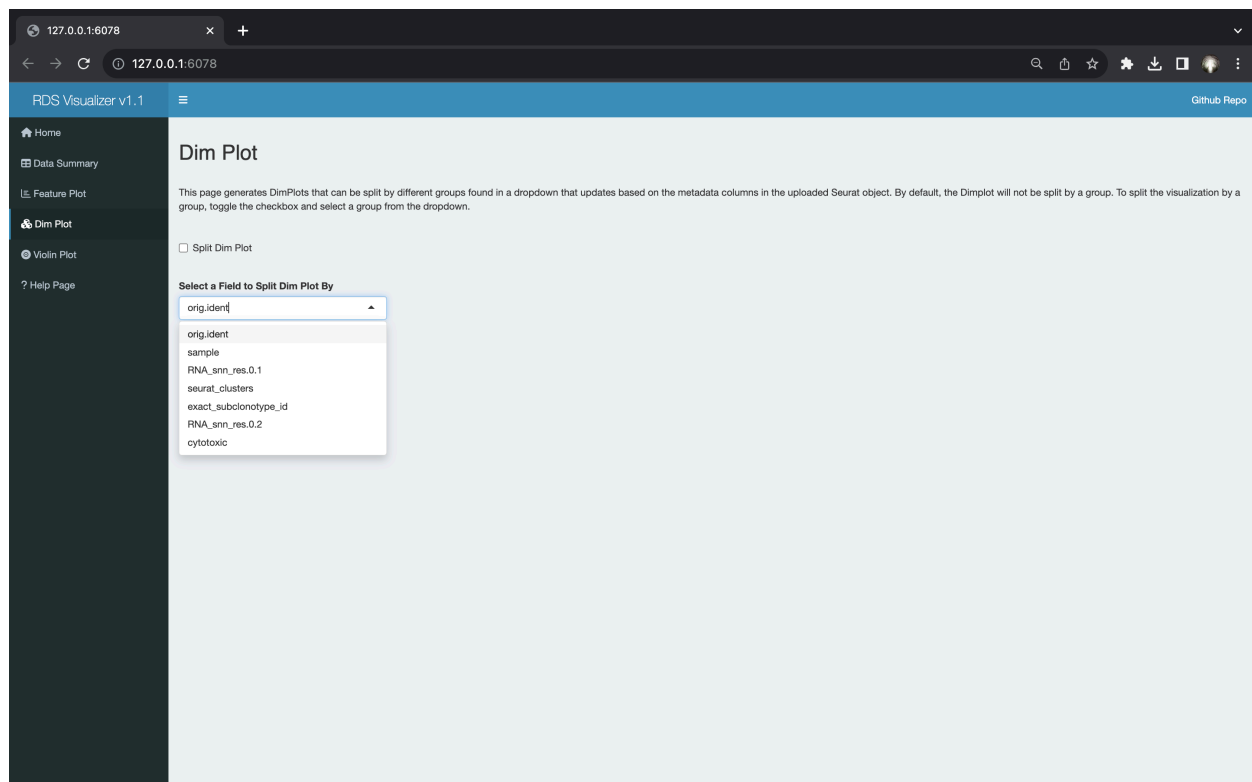 127.0.0.1:6078
127.0.0.1:6078
RDS Visualizer v1.1
Github Repo
Home
Data Summary
Feature Plot
Dim Plot
Violin Plot
? Help Page
Dim Plot
This page generates DimPlots that can be split by different groups found in a dropdown that updates based on the metadata columns in the uploaded Seurat object. By default, the Dimplot will not be split by a group. To split the visualization by a
group, toggle the checkbox and select a group from the dropdown.
Split Dim Plot
Select a Field to Split Dim Plot By
orig.ident
orig.ident
sample
RNA_snn_res.0.1
seurat_clusters
exact_subclonotype_id
RNA_snn_res.0.2
cytotoxic